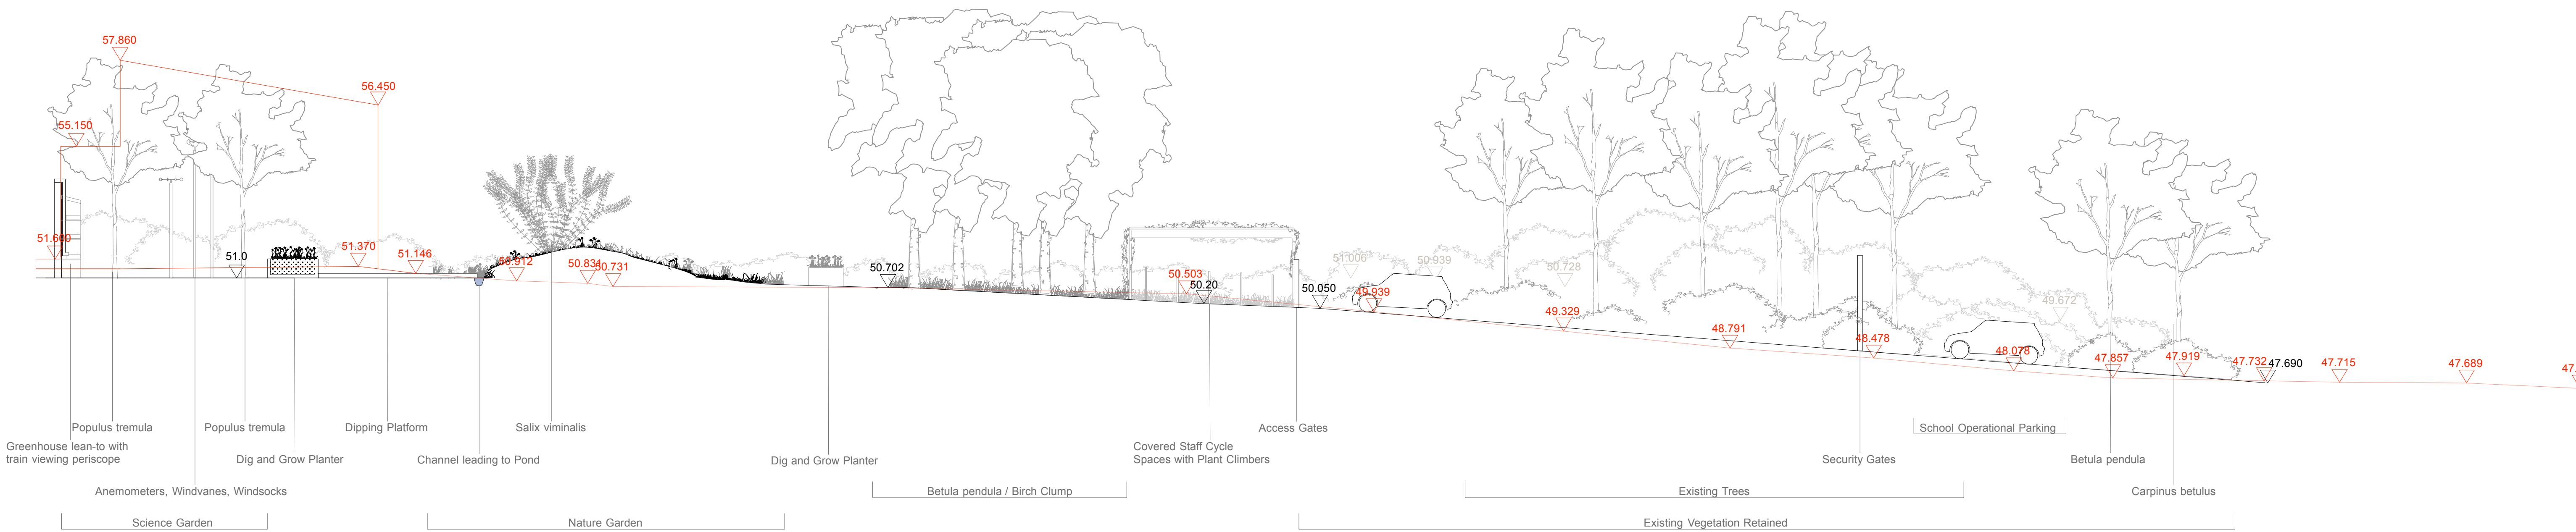 57.860
56.450
55.150
51.600
51.0
51.370
51.146
50.912
50.831
50.731
50.702
50.503
50.20
50.050
51.006
50.939
49.939
50.728
49.329
48.791
48.478
48.078
49.672
47.857
47.919
47.732
47.690
47.715
47.689
47.
Populus tremula
Populus tremula
Dipping Platform
Salix viminalis
Access Gates
School Operational Parking
Greenhouse lean-to with
train viewing periscope
Dig and Grow Planter
Channel leading to Pond
Dig and Grow Planter
Covered Staff Cycle
Spaces with Plant Climbers
Security Gates
Betula pendula
Anemometers, Windvanes, Windsocks
Betula pendula / Birch Clump
Existing Trees
Carpinus betulus
Science Garden
Nature Garden
Existing Vegetation Retained